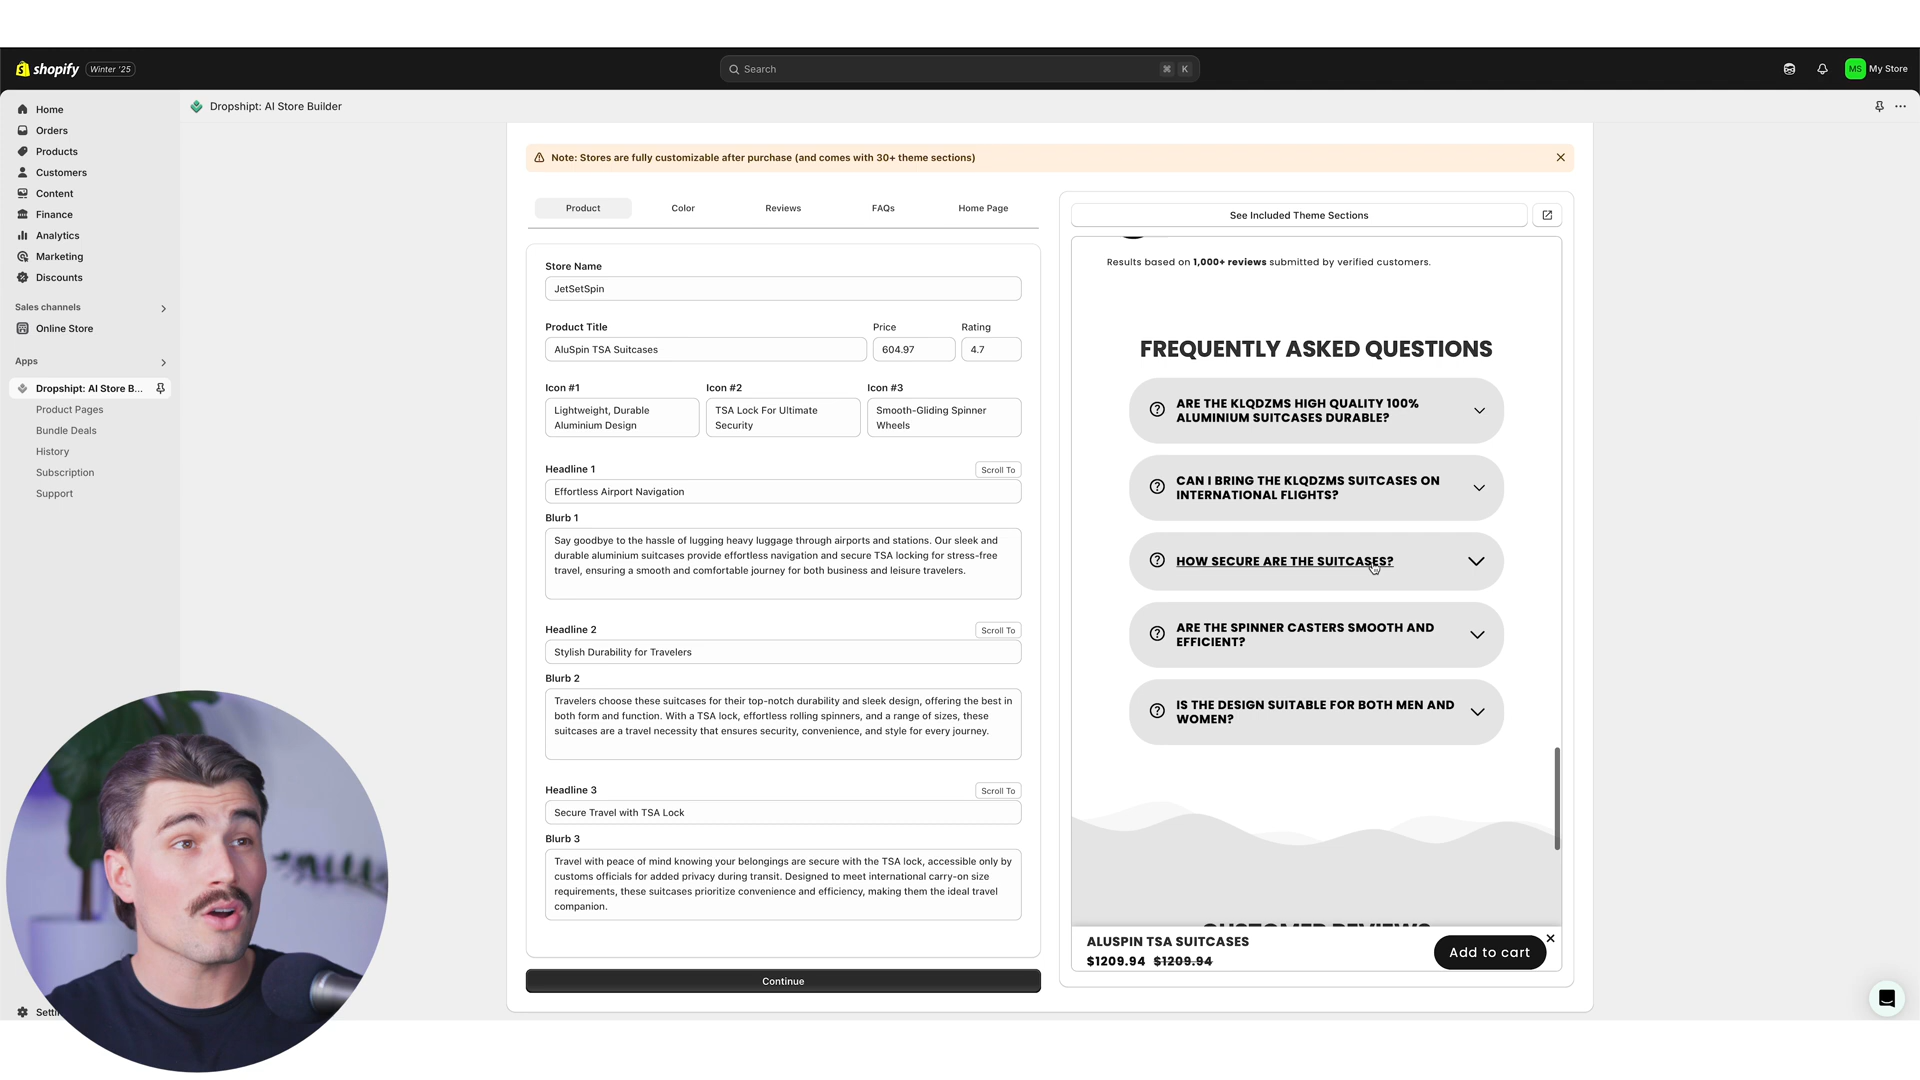 shopify
Winter '25
Search
⌘ K
MS My Store
Home
Orders
Products
Customers
Content
Finance
Analytics
Marketing
Discounts
Sales channels
Online Store
Apps
Dropshipt: AI Store B...
Product Pages
Bundle Deals
History
Subscription
Support
Dropshipt: AI Store Builder
Note: Stores are fully customizable after purchase (and comes with 30+ theme sections)
Product Color Reviews FAQs Home Page
Store Name
JetSetSpin
Product Title Price Rating
AluSpin TSA Suitcases 604.97 4.7
Icon #1 Icon #2 Icon #3
Lightweight, Durable
Aluminium Design
TSA Lock For Ultimate
Security
Smooth-Gliding Spinner
Wheels
Headline 1 Scroll To
Effortless Airport Navigation
Blurb 1
Say goodbye to the hassle of lugging heavy luggage through airports and stations. Our sleek and
durable aluminium suitcases provide effortless navigation and secure TSA locking for stress-free
travel, ensuring a smooth and comfortable journey for both business and leisure travelers.
Headline 2 Scroll To
Stylish Durability for Travelers
Blurb 2
Travelers choose these suitcases for their top-notch durability and sleek design, offering the best in
both form and function. With a TSA lock, effortless rolling spinners, and a range of sizes, these
suitcases are a travel necessity that ensures security, convenience, and style for every journey.
Headline 3 Scroll To
Secure Travel with TSA Lock
Blurb 3
Travel with peace of mind knowing your belongings are secure with the TSA lock, accessible only by
customs officials for added privacy during transit. Designed to meet international carry-on size
requirements, these suitcases prioritize convenience and efficiency, making them the ideal travel
companion.
Continue
See Included Theme Sections
Results based on 1,000+ reviews submitted by verified customers.
FREQUENTLY ASKED QUESTIONS
ARE THE KLQDZMS HIGH QUALITY 100%
ALUMINIUM SUITCASES DURABLE?
CAN I BRING THE KLQDZMS SUITCASES ON
INTERNATIONAL FLIGHTS?
HOW SECURE ARE THE SUITCASES?
ARE THE SPINNER CASTERS SMOOTH AND
EFFICIENT?
IS THE DESIGN SUITABLE FOR BOTH MEN AND
WOMEN?
CUSTOMER REVIEWS
ALUSPIN TSA SUITCASES
$1209.94 $1209.94
Add to cart